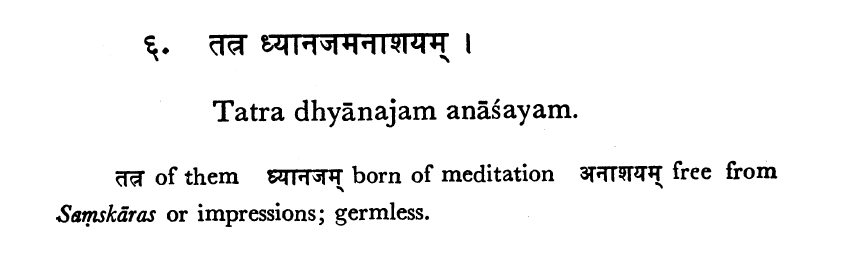 ६. तत्र ध्यानजमनाशयम् ।
Tatra dhyānajam anāśayam.
तत्र of them ध्यानजम् born of meditation अनाशयम् free from
Saṃskāras or impressions; germless.